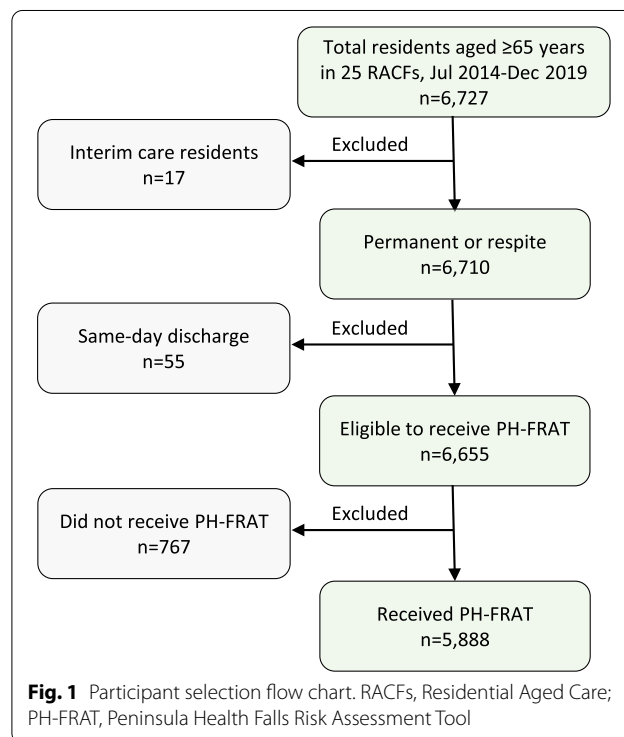 Total residents aged ≥65 years
in 25 RACFs, Jul 2014-Dec 2019
n=6,727
Excluded
Interim care residents
n=17
Permanent or respite
n=6,710
Excluded
Same-day discharge
n=55
Eligible to receive PH-FRAT
n=6,655
Excluded
Did not receive PH-FRAT
n=767
Received PH-FRAT
n=5,888
Fig. 1 Participant selection flow chart. RACFs, Residential Aged Care;
PH-FRAT, Peninsula Health Falls Risk Assessment Tool